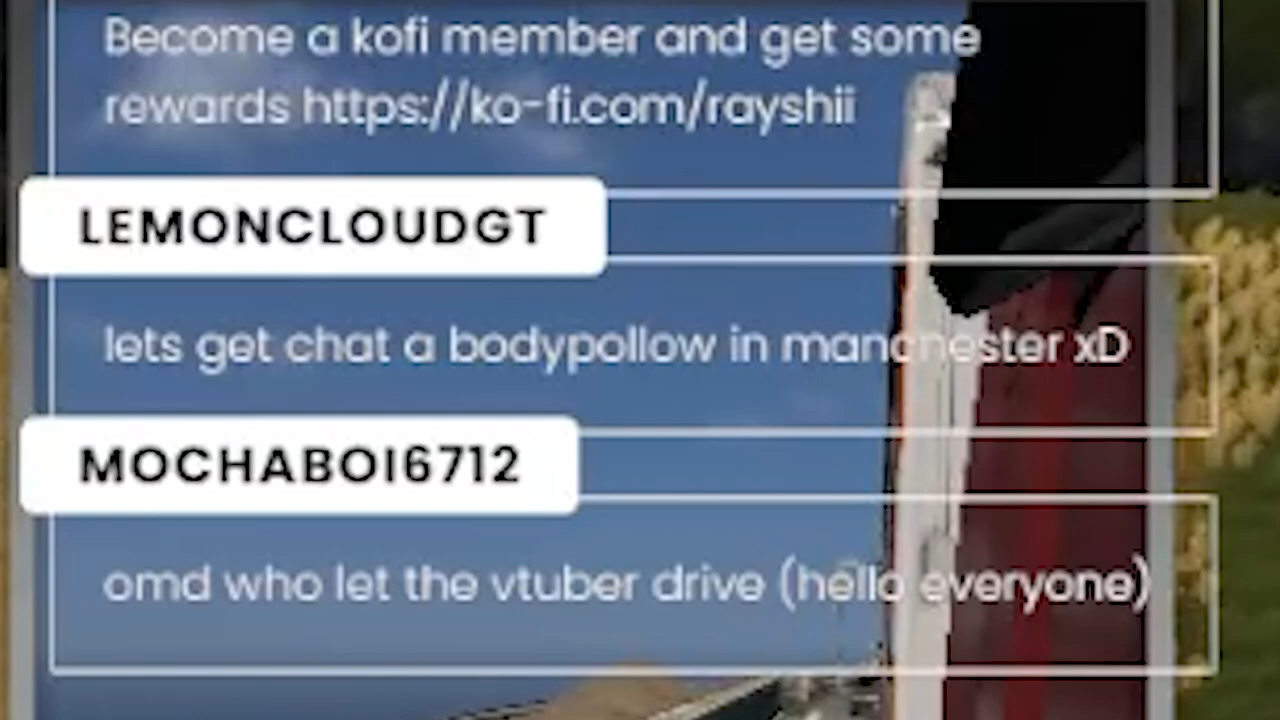 Become a kofi member and get some
rewards https://ko-fi.com/rayshii
LEMONCLOUDGT
lets get chat a bodypollow in manchester xD
MOCHABOI6712
omd who let the vtuber drive (hello everyone)